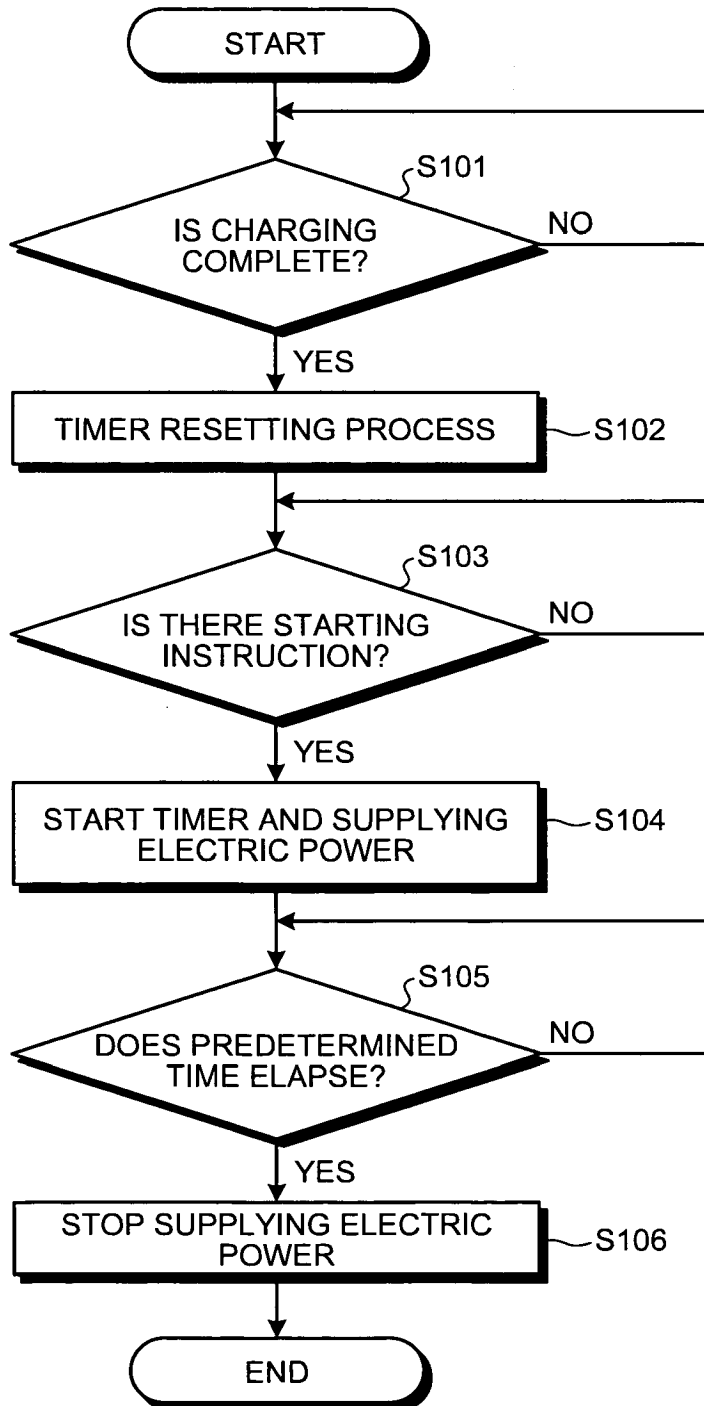 START
S101
IS CHARGING
COMPLETE?
NO
YES
TIMER RESETTING PROCESS
S102
S103
IS THERE STARTING
INSTRUCTION?
NO
YES
START TIMER AND SUPPLYING
ELECTRIC POWER
S104
S105
DOES PREDETERMINED
TIME ELAPSE?
NO
YES
STOP SUPPLYING ELECTRIC
POWER
S106
END